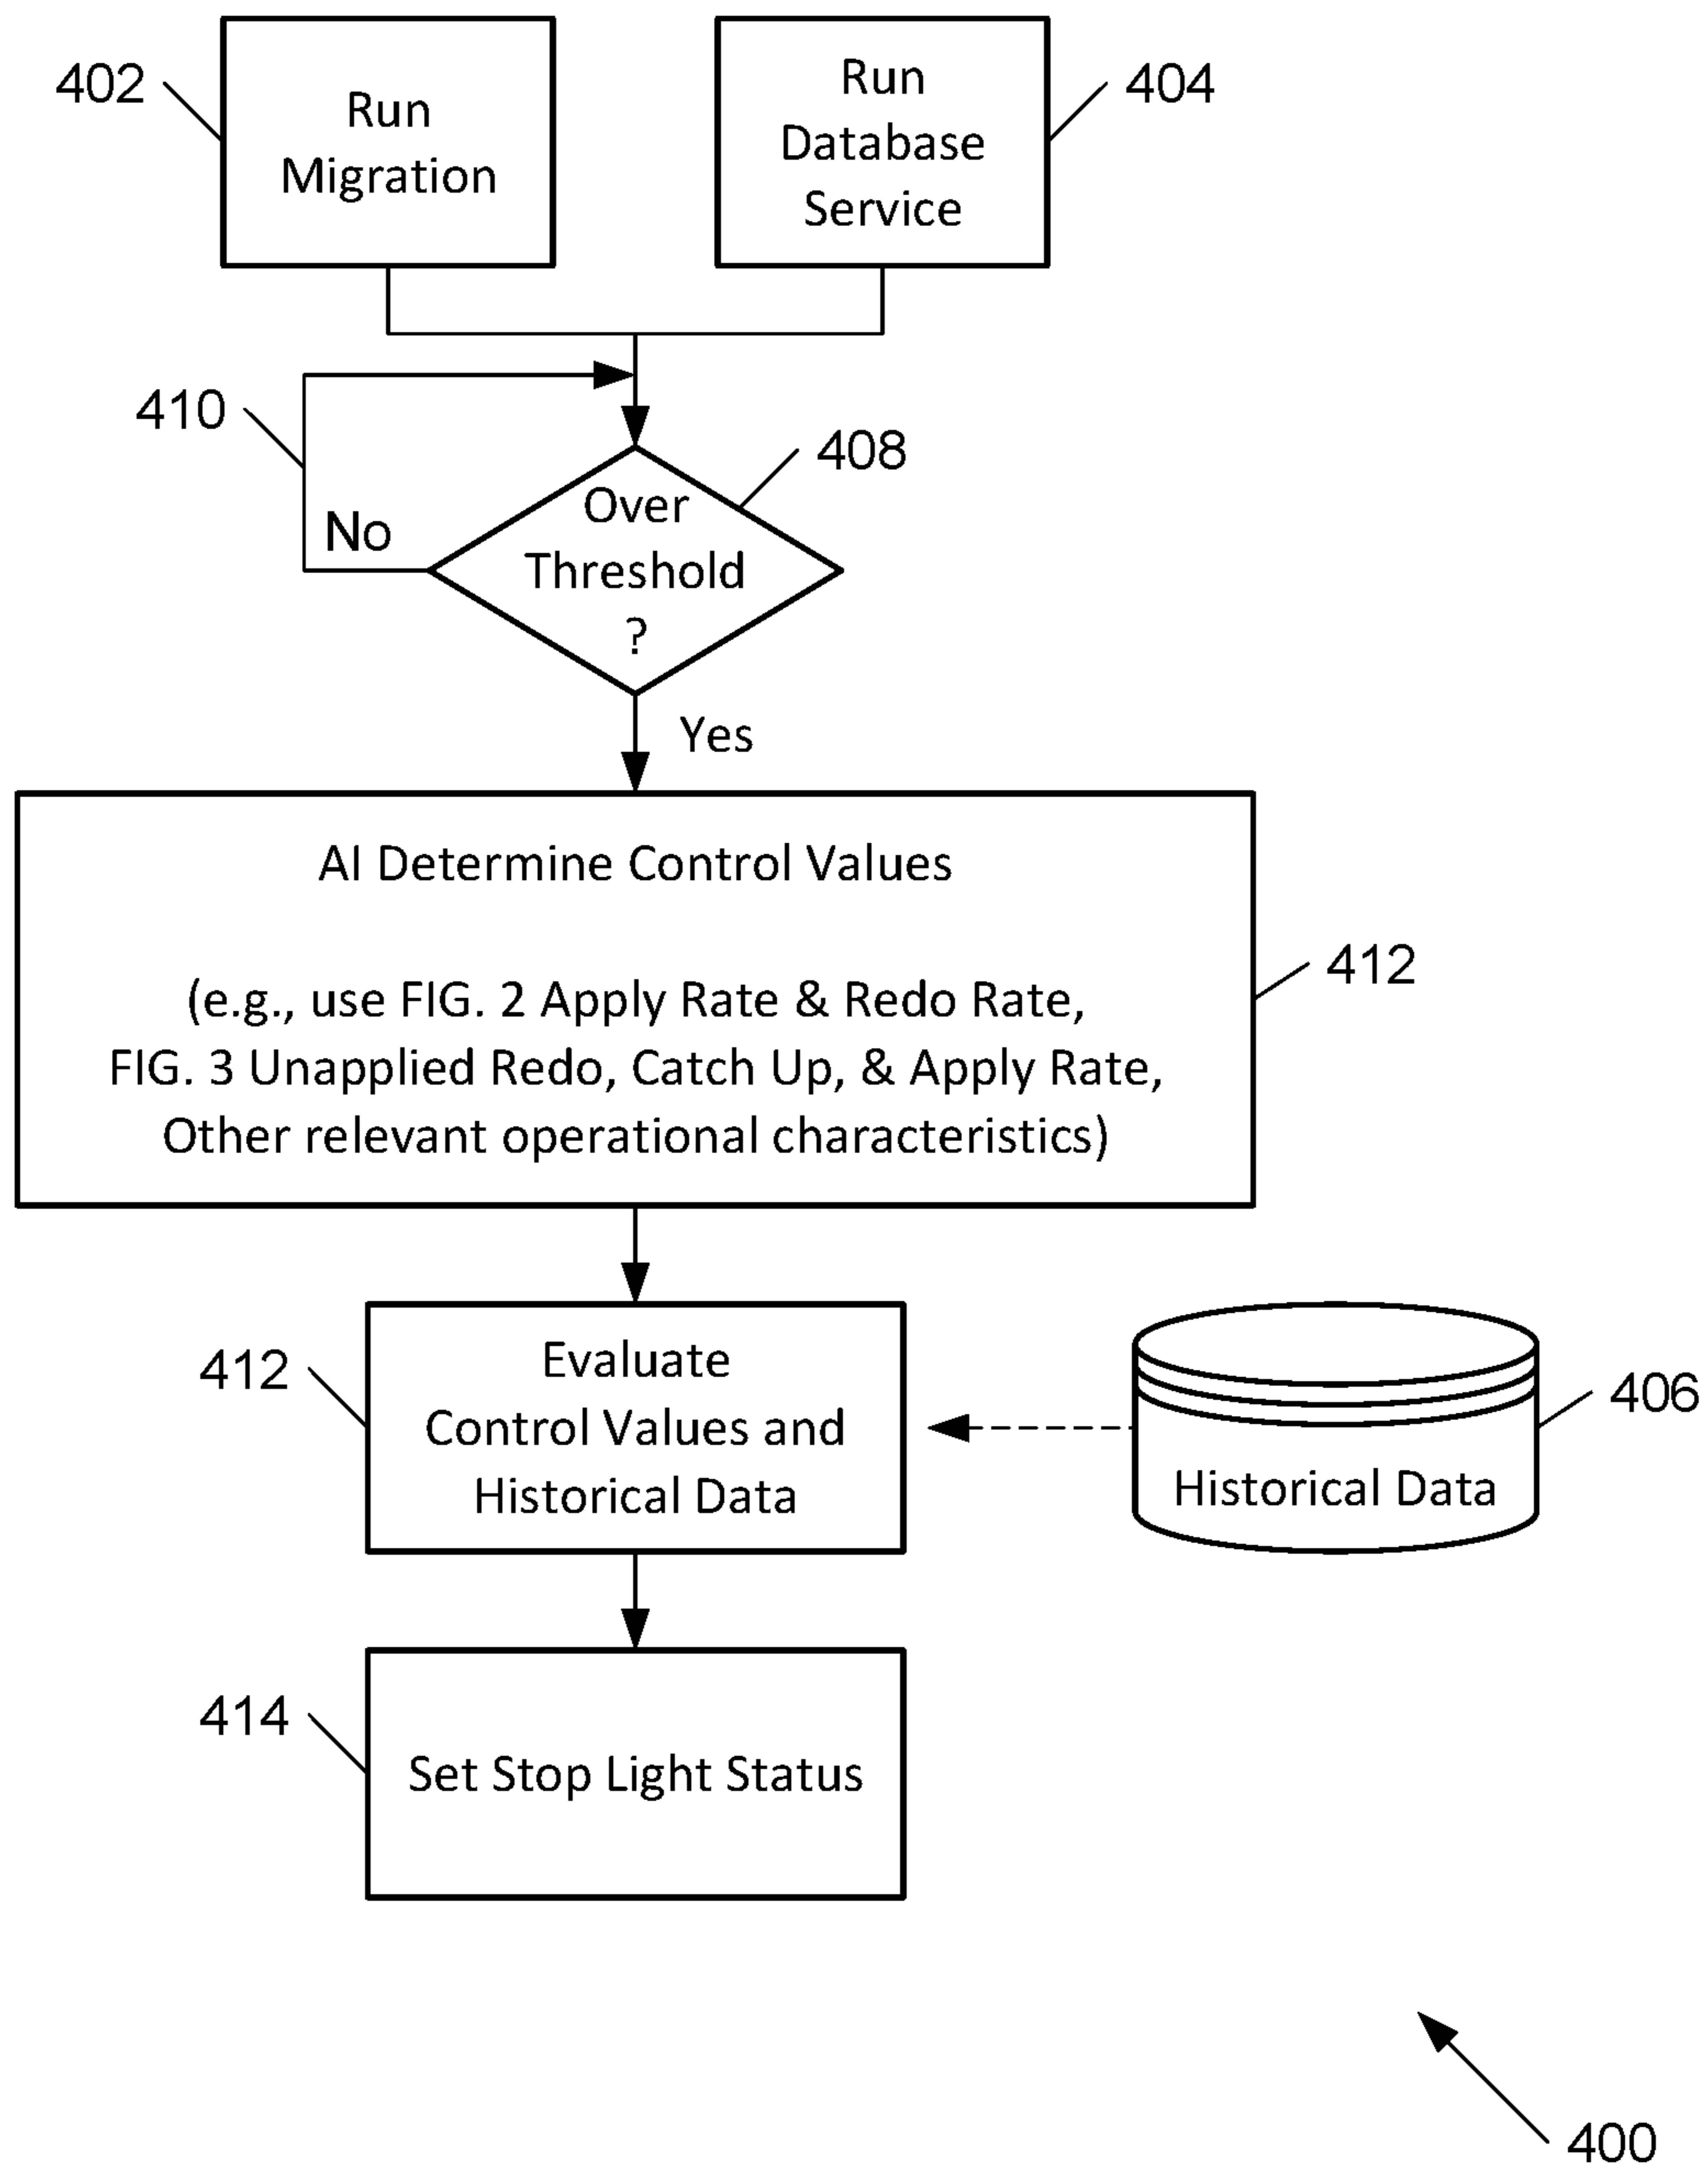 402
Run
Migration
Run
Database
Service
404
410
No
408
Over
Threshold
?
Yes
AI Determine Control Values
(e.g., use FIG. 2 Apply Rate & Redo Rate,
FIG. 3 Unapplied Redo, Catch Up, & Apply Rate,
Other relevant operational characteristics)
412
412
Evaluate
Control Values and
Historical Data
406
Historical Data
414
Set Stop Light Status
400